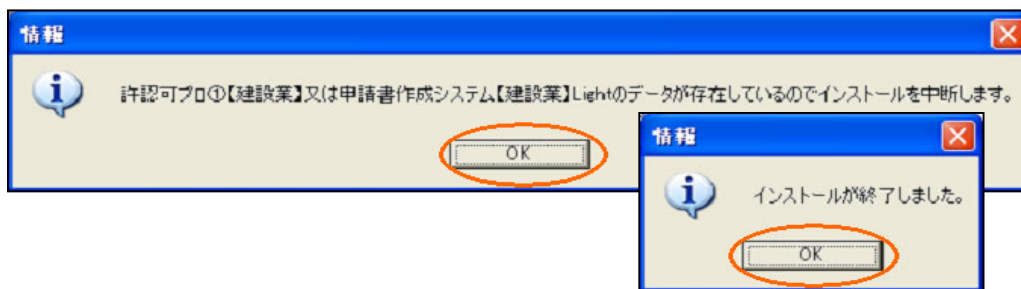 情報
許認可プロ①【建設業】又は申請書作成システム【建設業】Lightのデータが存在しているのでインストールを中断します。
OK
情報
インストールが終了しました。
OK